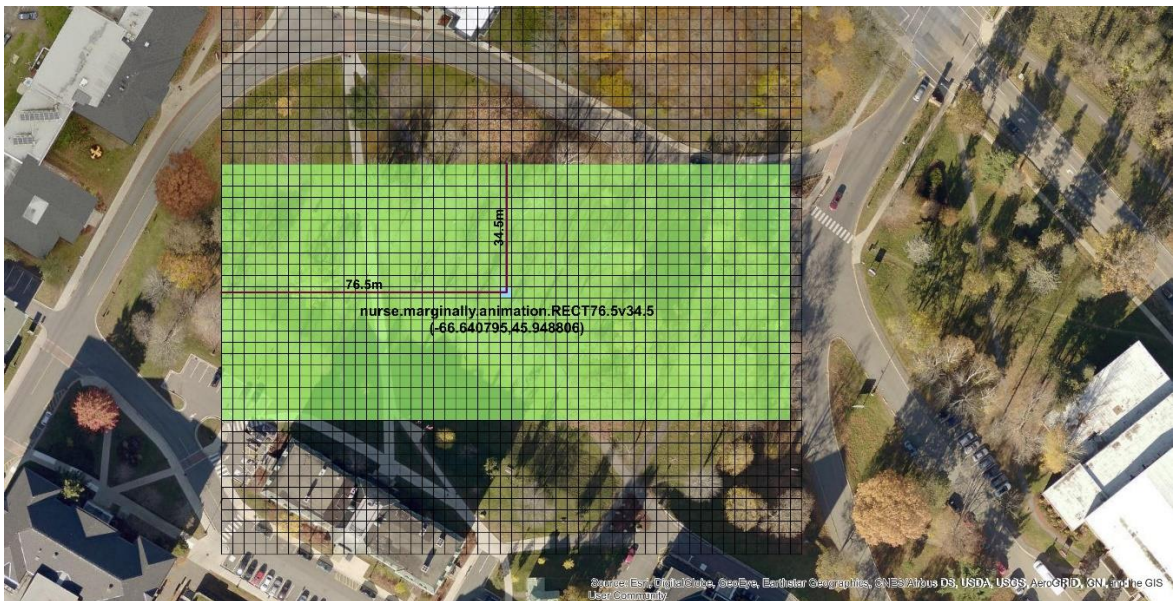 34.5m
76.5m
nurse.marginally.animation.RECT76.5v34.5
(-66.640795,45.948806)
Source: Esri, DigitalGlobe, GeoEye, Earthstar Geographics, CNES/Airbus DS, USDA, USGS, AeroGRID, IGN, and the GIS
User Community